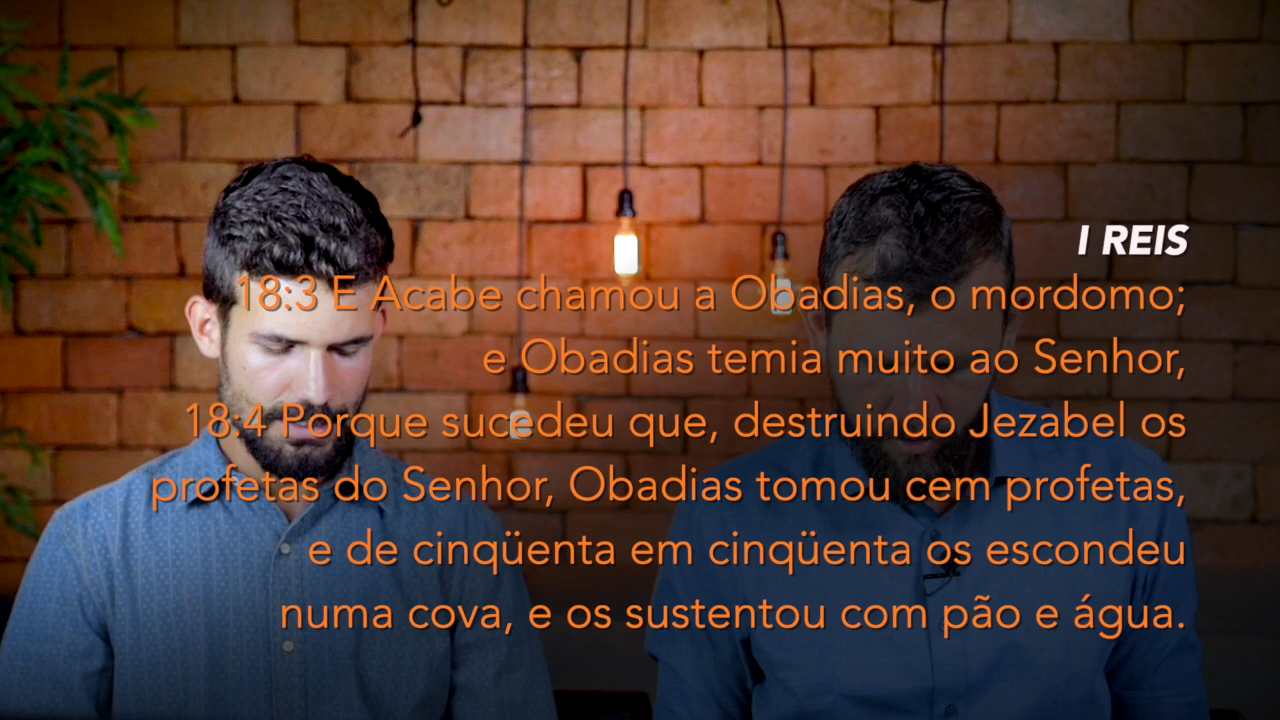 I REIS
18:3 E Acabe chamou a Obadias, o mordomo;
e Obadias temia muito ao Senhor,
18:4 Porque sucedeu que, destruindo Jezabel os
profetas do Senhor, Obadias tomou cem profetas,
e de cinqüenta em cinqüenta os escondeu
numa cova, e os sustentou com pão e água.